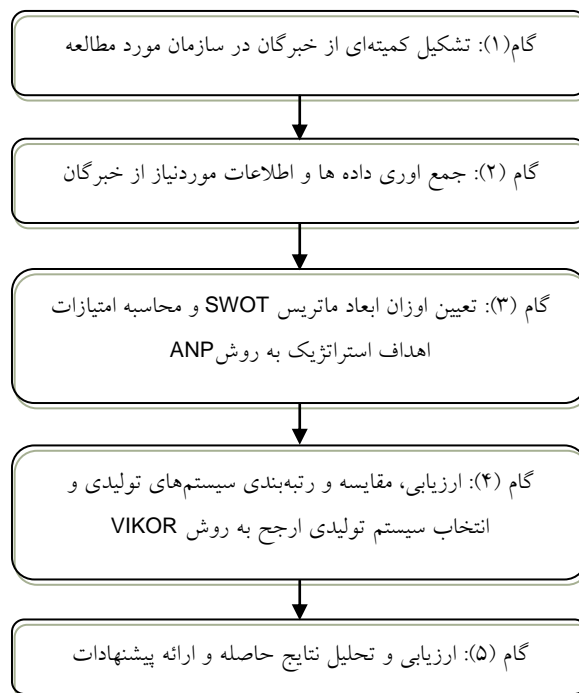 گام(۱): تشکیل کمیته‌ای از خبرگان در سازمان مورد مطالعه
گام (۲): جمع اوری داده ها و اطلاعات موردنیاز از خبرگان
گام (۳): تعیین اوزان ابعاد ماتریس SWOT و محاسبه امتیازات
اهداف استراتژیک به روش ANP
گام (۴): ارزیابی، مقایسه و رتبه‌بندی سیستم‌های تولیدی و
انتخاب سیستم تولیدی ارجح به روش VIKOR
گام (۵): ارزیابی و تحلیل نتایج حاصله و ارائه پیشنهادات